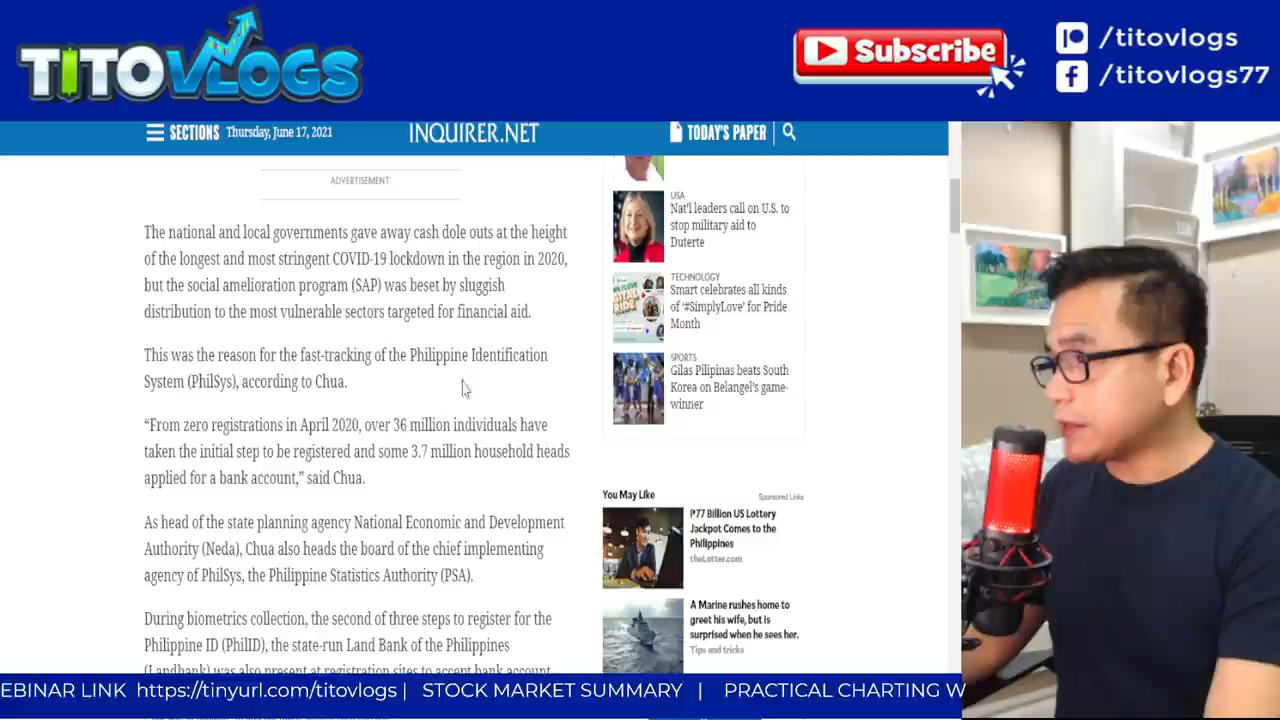 TITOVLOGS
Subscribe
/titovlogs
/titovlogs77
SECTIONS
Thursday, June 17, 2021
INQUIRER.NET
TODAY'S PAPER
ADVERTISEMENT
The national and local governments gave away cash dole outs at the height
of the longest and most stringent COVID-19 lockdown in the region in 2020,
but the social amelioration program (SAP) was beset by sluggish
distribution to the most vulnerable sectors targeted for financial aid.
This was the reason for the fast-tracking of the Philippine Identification
System (PhilSys), according to Chua.
“From zero registrations in April 2020, over 36 million individuals have
taken the initial step to be registered and some 3.7 million household heads
applied for a bank account,” said Chua.
As head of the state planning agency National Economic and Development
Authority (Neda), Chua also heads the board of the chief implementing
agency of PhilSys, the Philippine Statistics Authority (PSA).
During biometrics collection, the second of three steps to register for the
Philippine ID (PhilID), the state-run Land Bank of the Philippines
(Landbank) was also present at registration sites to accept bank account
USA
Nat'l leaders call on U.S. to
stop military aid to
Duterte
TECHNOLOGY
Smart celebrates all kinds
of ‘#SimplyLove’ for Pride
Month
SPORTS
Gilas Pilipinas beats South
Korea on Belangel's game-
winner
You May Like
Sponsored Links
₱77 Billion US Lottery
Jackpot Comes to the
Philippines
theLotter.com
A Marine rushes home to
greet his wife, but is
surprised when he sees her.
Tips and tricks
EBINAR LINK https://tinyurl.com/titovlogs | STOCK MARKET SUMMARY | PRACTICAL CHARTING W